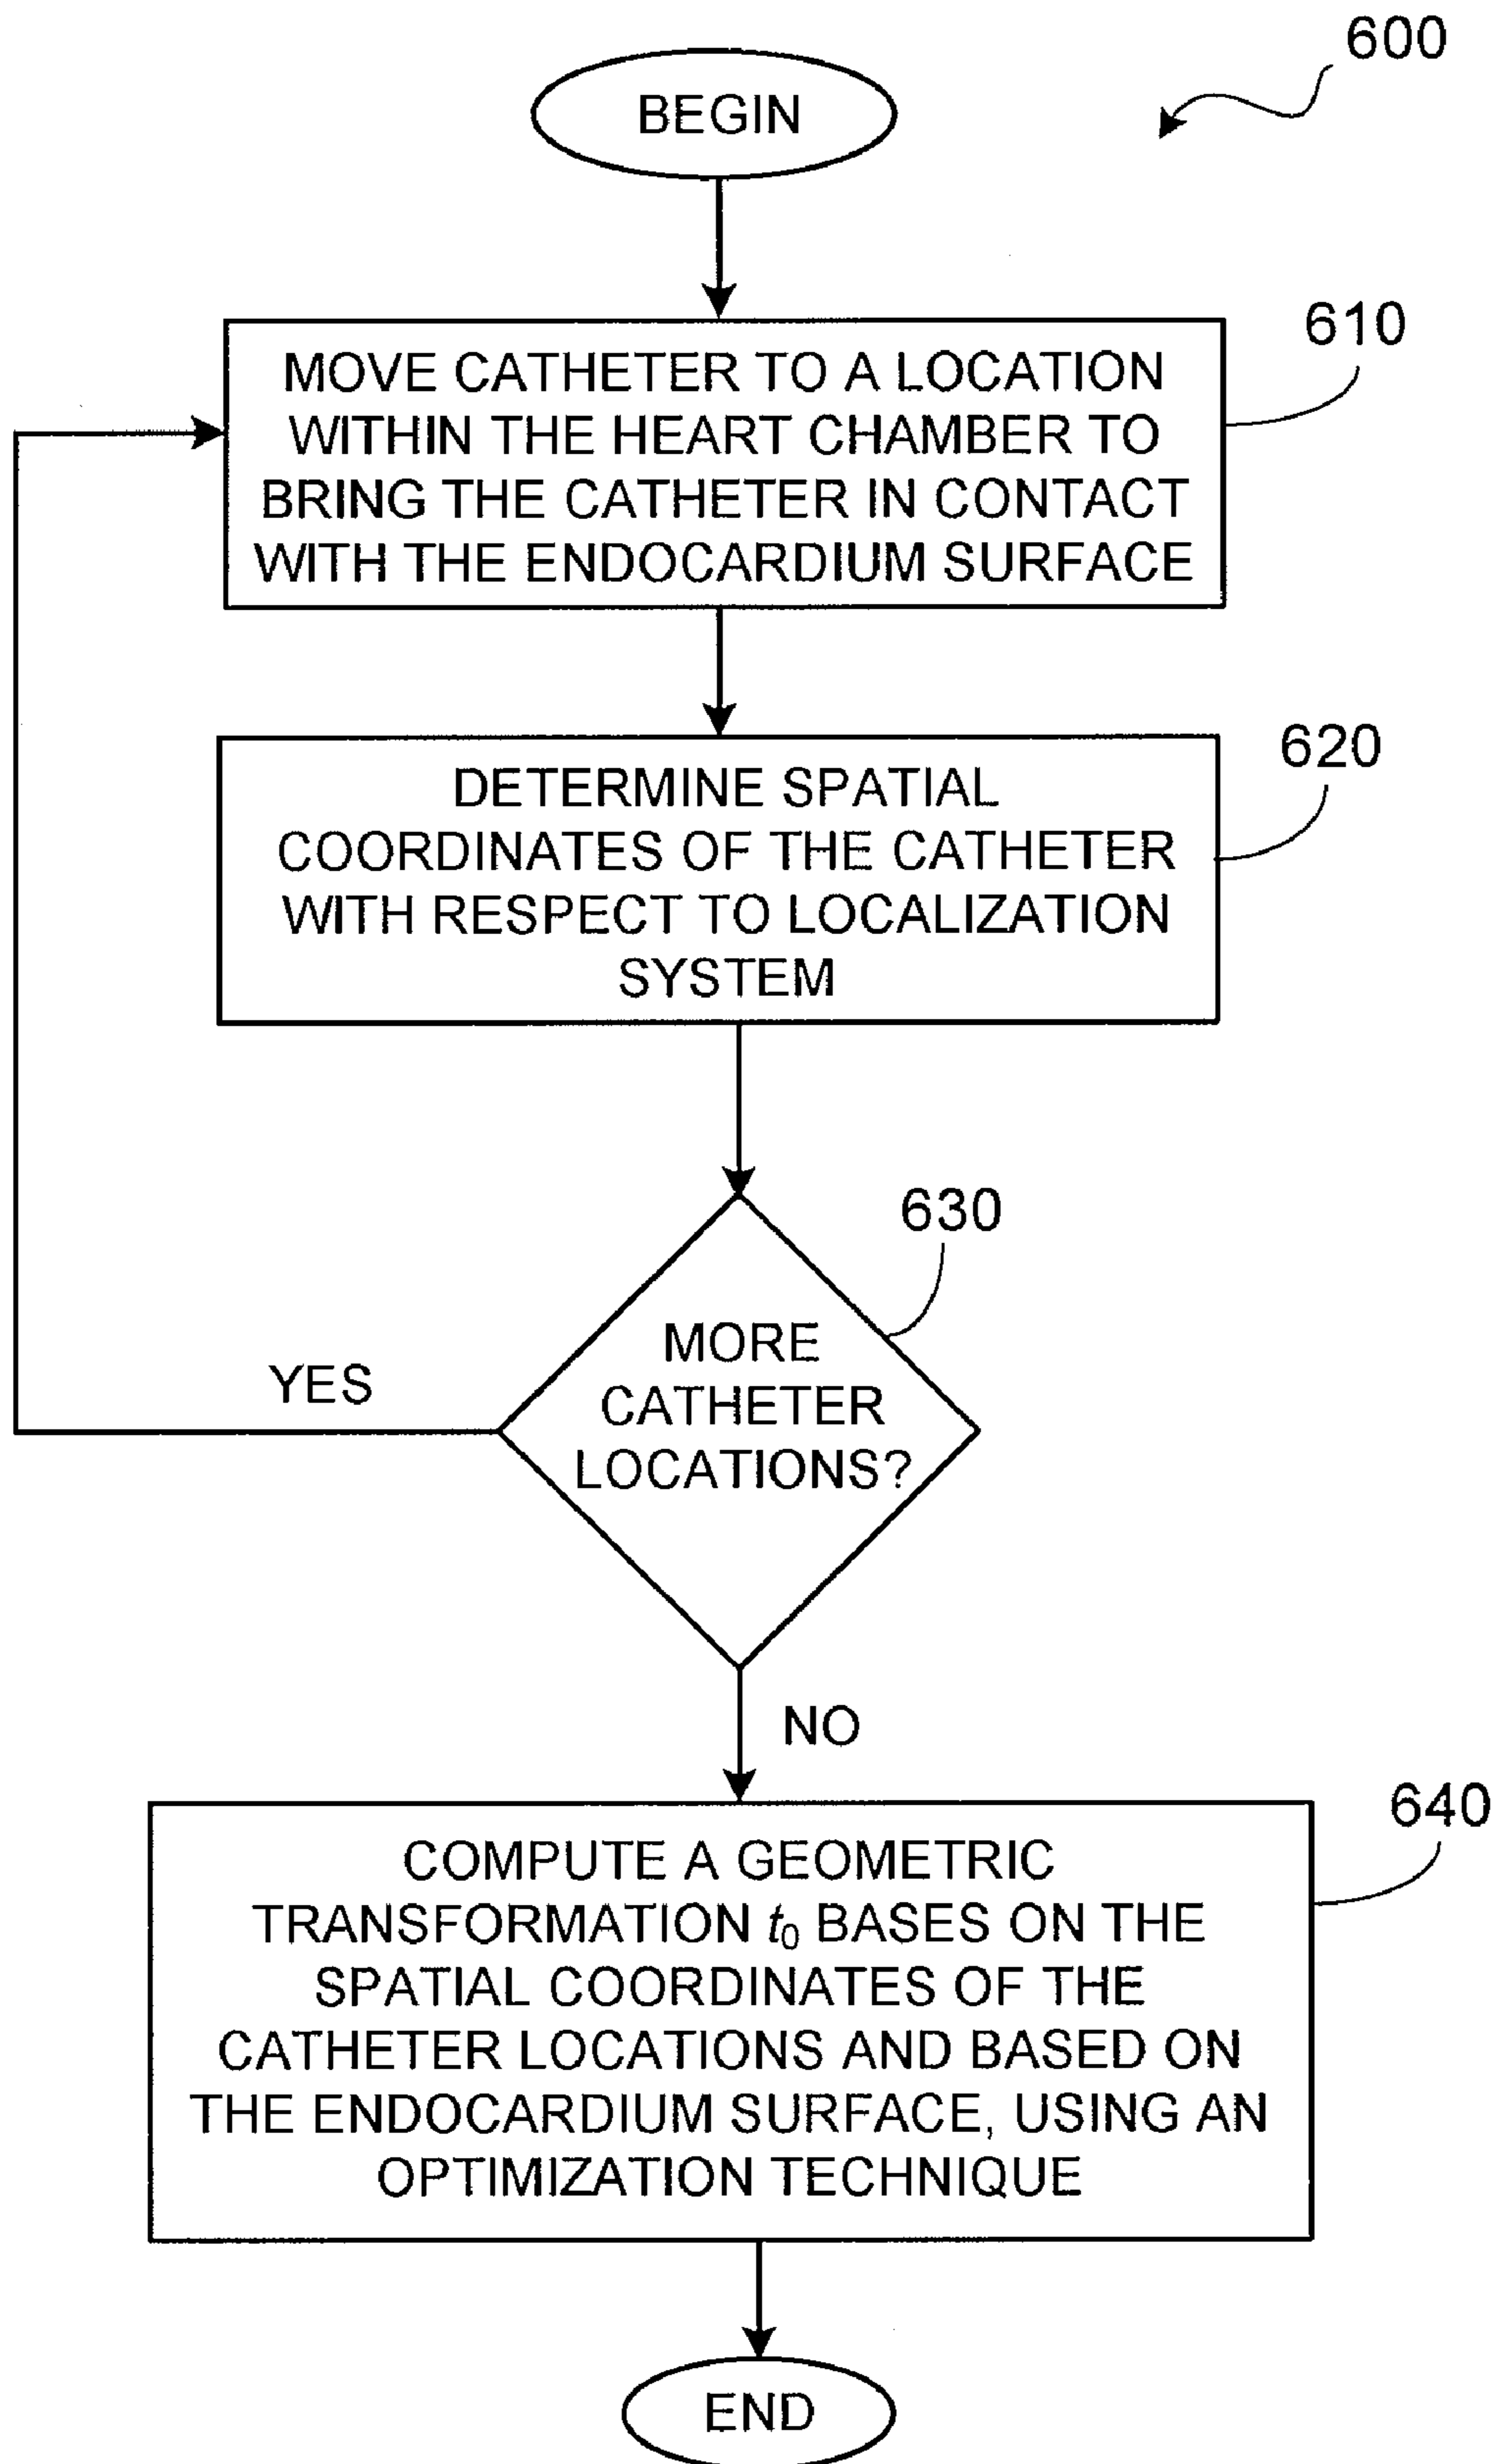 600
BEGIN
610
MOVE CATHETER TO A LOCATION
WITHIN THE HEART CHAMBER TO
BRING THE CATHETER IN CONTACT
WITH THE ENDOCARDIUM SURFACE
620
DETERMINE SPATIAL
COORDINATES OF THE CATHETER
WITH RESPECT TO LOCALIZATION
SYSTEM
630
MORE
CATHETER
LOCATIONS?
YES
NO
640
COMPUTE A GEOMETRIC
TRANSFORMATION t₀ BASES ON THE
SPATIAL COORDINATES OF THE
CATHETER LOCATIONS AND BASED ON
THE ENDOCARDIUM SURFACE, USING AN
OPTIMIZATION TECHNIQUE
END